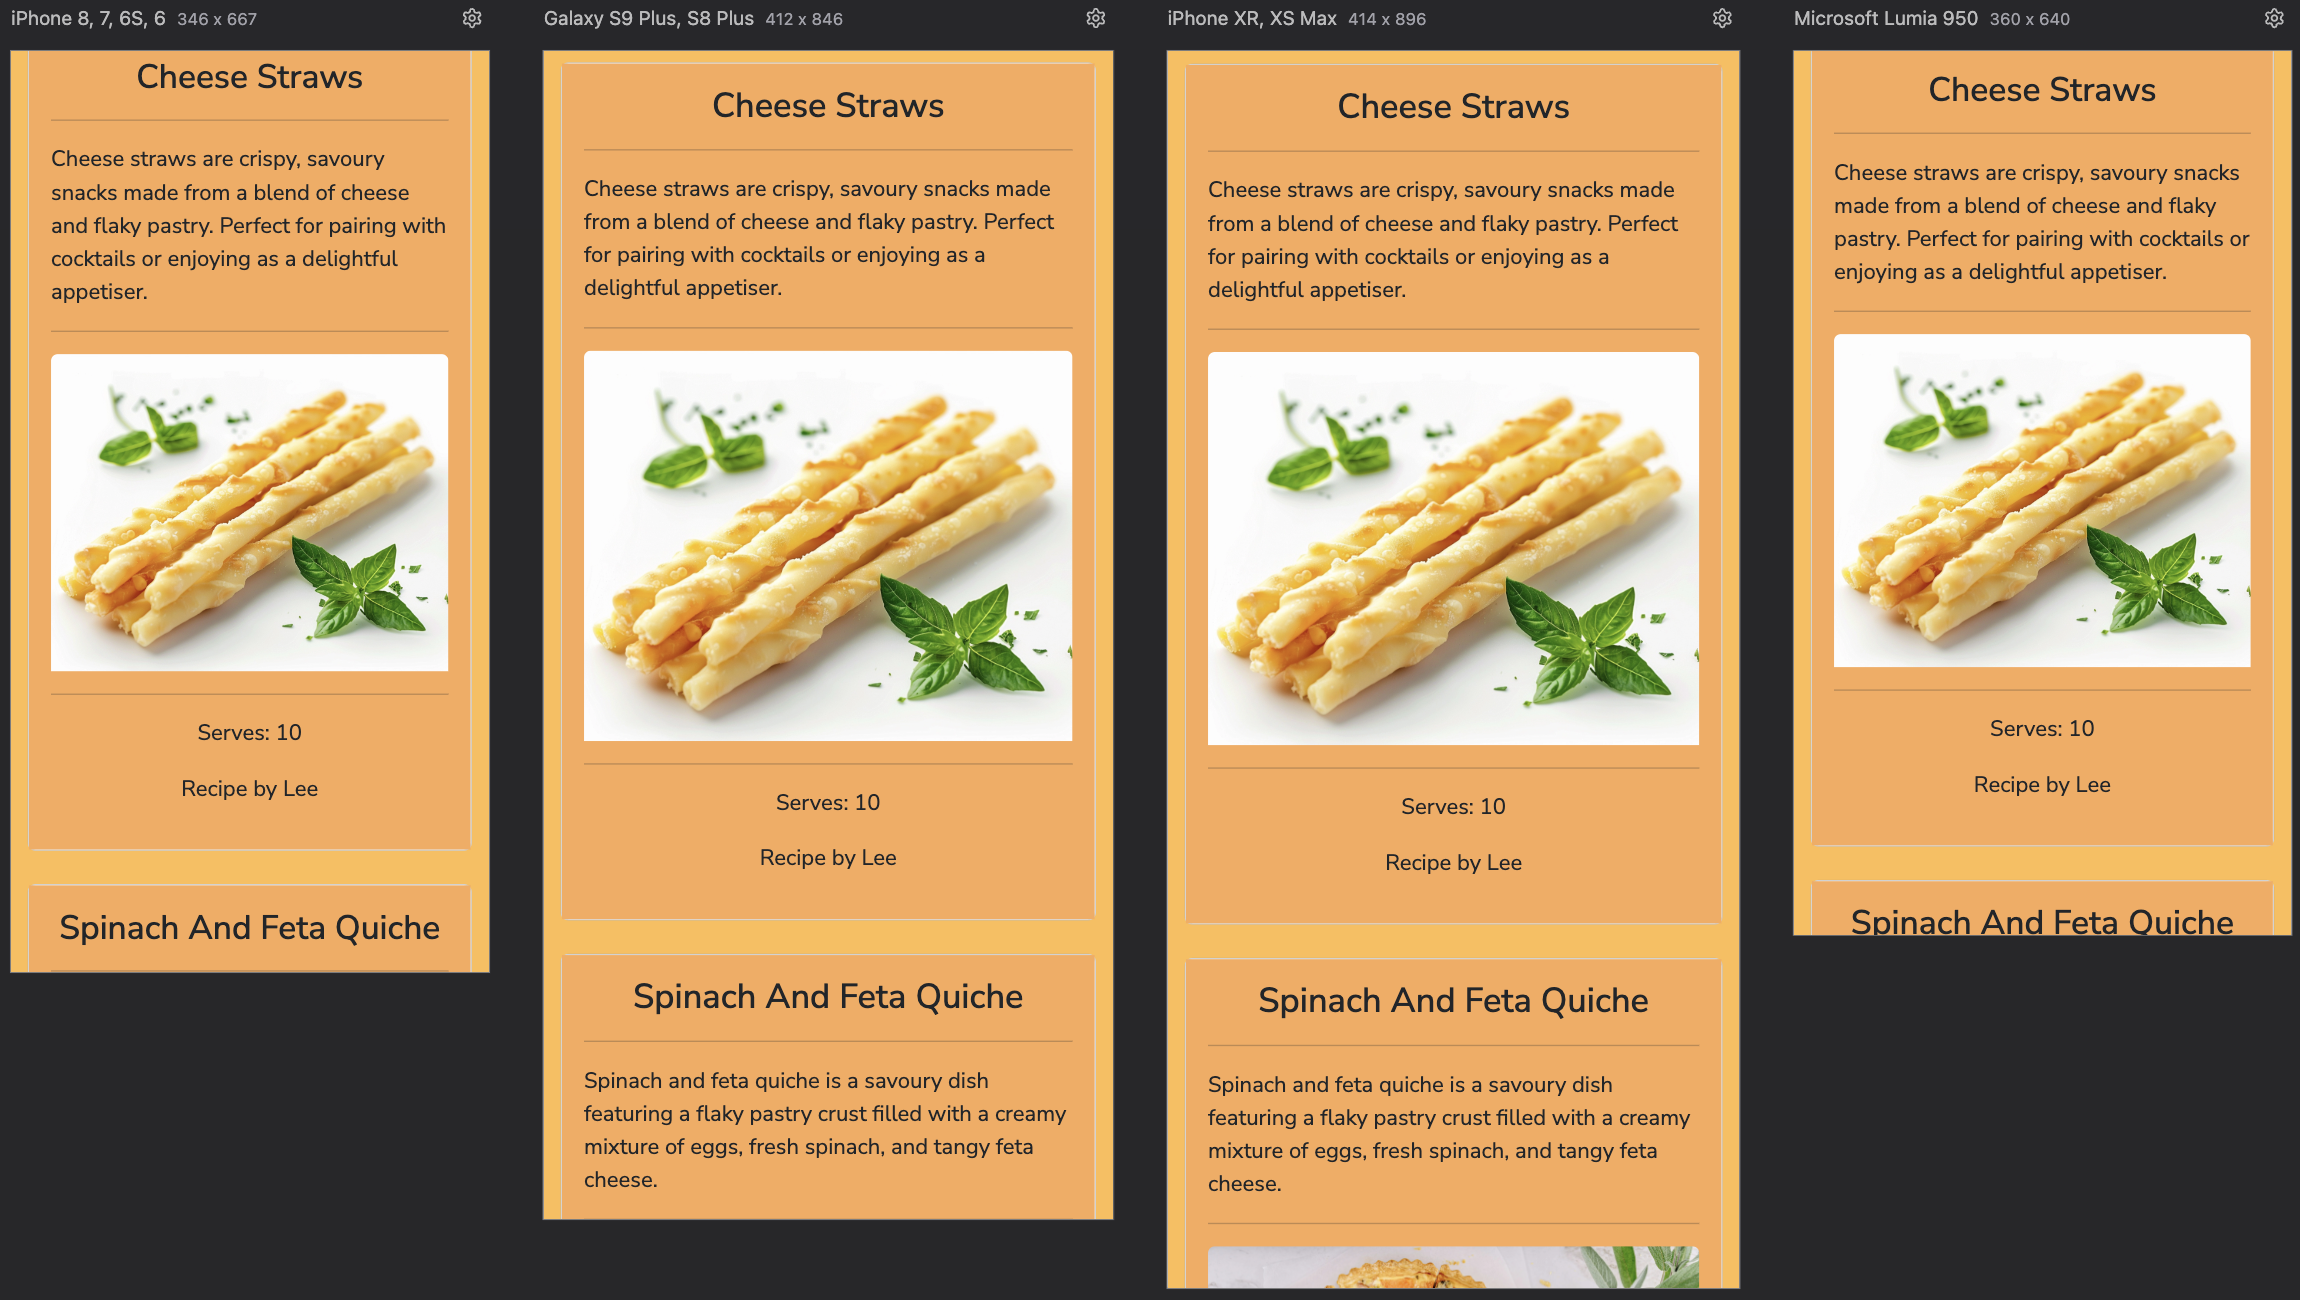 iPhone 8, 7, 6S, 6 346 x 667
Cheese Straws
Cheese straws are crispy, savoury
snacks made from a blend of cheese
and flaky pastry. Perfect for pairing with
cocktails or enjoying as a delightful
appetiser.
Serves: 10
Recipe by Lee
Spinach And Feta Quiche
Galaxy S9 Plus, S8 Plus 412 x 846
Cheese Straws
Cheese straws are crispy, savoury snacks made
from a blend of cheese and flaky pastry. Perfect
for pairing with cocktails or enjoying as a
delightful appetiser.
Serves: 10
Recipe by Lee
Spinach And Feta Quiche
Spinach and feta quiche is a savoury dish
featuring a flaky pastry crust filled with a creamy
mixture of eggs, fresh spinach, and tangy feta
cheese.
iPhone XR, XS Max 414 x 896
Cheese Straws
Cheese straws are crispy, savoury snacks made
from a blend of cheese and flaky pastry. Perfect
for pairing with cocktails or enjoying as a
delightful appetiser.
Serves: 10
Recipe by Lee
Spinach And Feta Quiche
Spinach and feta quiche is a savoury dish
featuring a flaky pastry crust filled with a creamy
mixture of eggs, fresh spinach, and tangy feta
cheese.
Microsoft Lumia 950 360 x 640
Cheese Straws
Cheese straws are crispy, savoury snacks
made from a blend of cheese and flaky
pastry. Perfect for pairing with cocktails or
enjoying as a delightful appetiser.
Serves: 10
Recipe by Lee
Spinach And Feta Quiche